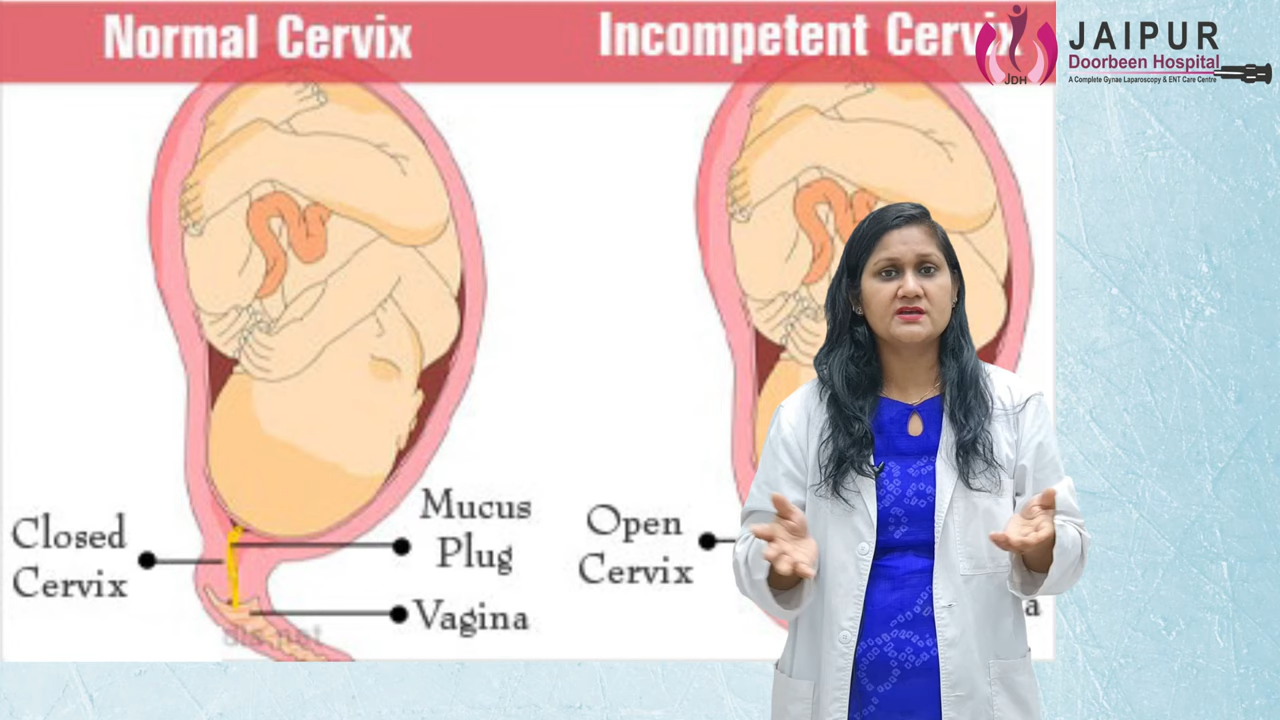 Normal Cervix
Incompetent Cervix
JDH
JAIPUR
Doorbeen Hospital
A Complete Gynae Laparoscopy & ENT Care Centre
Closed
Cervix
Mucus
Plug
Vagina
Open
Cervix
a